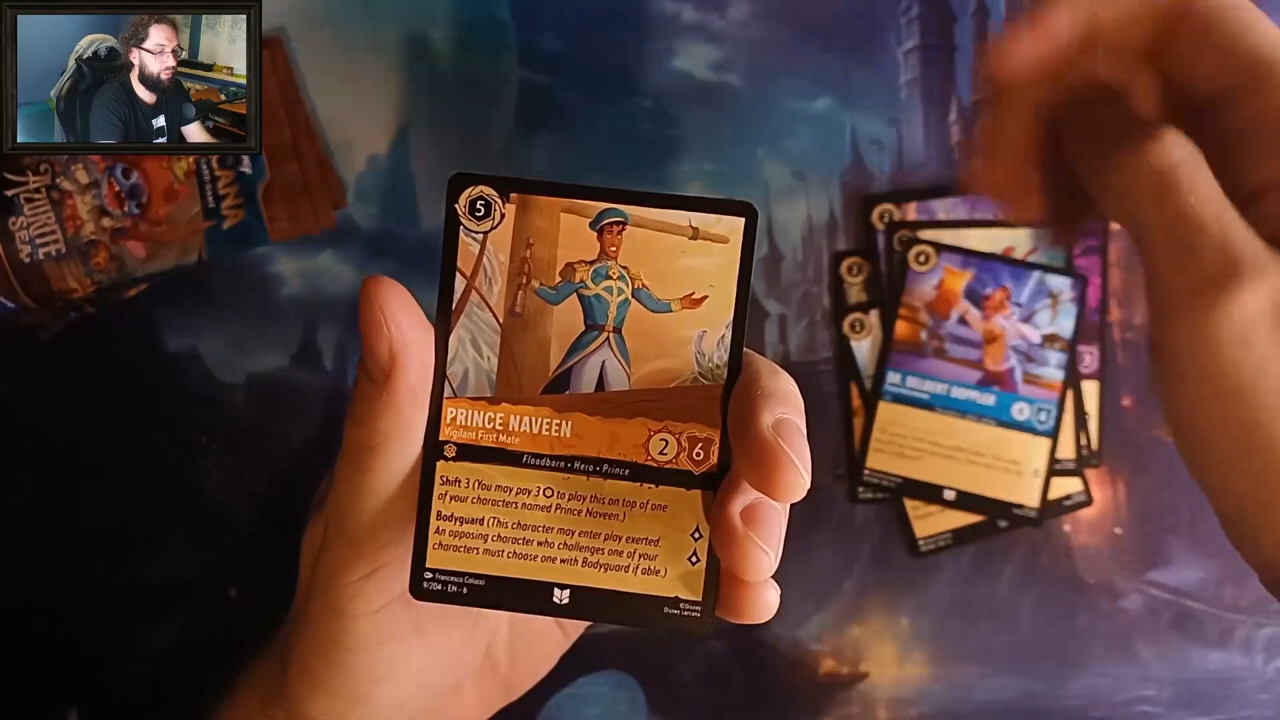 AZURITE
SEA
CANA
5
PRINCE NAVEEN
Vigilant First Mate
2 6
Floodborn • Hero • Prince
Shift 3 (You may pay 3 to play this on top of one
of your characters named Prince Naveen.)
Bodyguard (This character may enter play exerted.
An opposing character who challenges one of your
characters must choose one with Bodyguard if able.)
Francesco Colucci
9/204 • EN • 6
©Disney
Disney Lorcana
DR. DELBERT DOPPLER